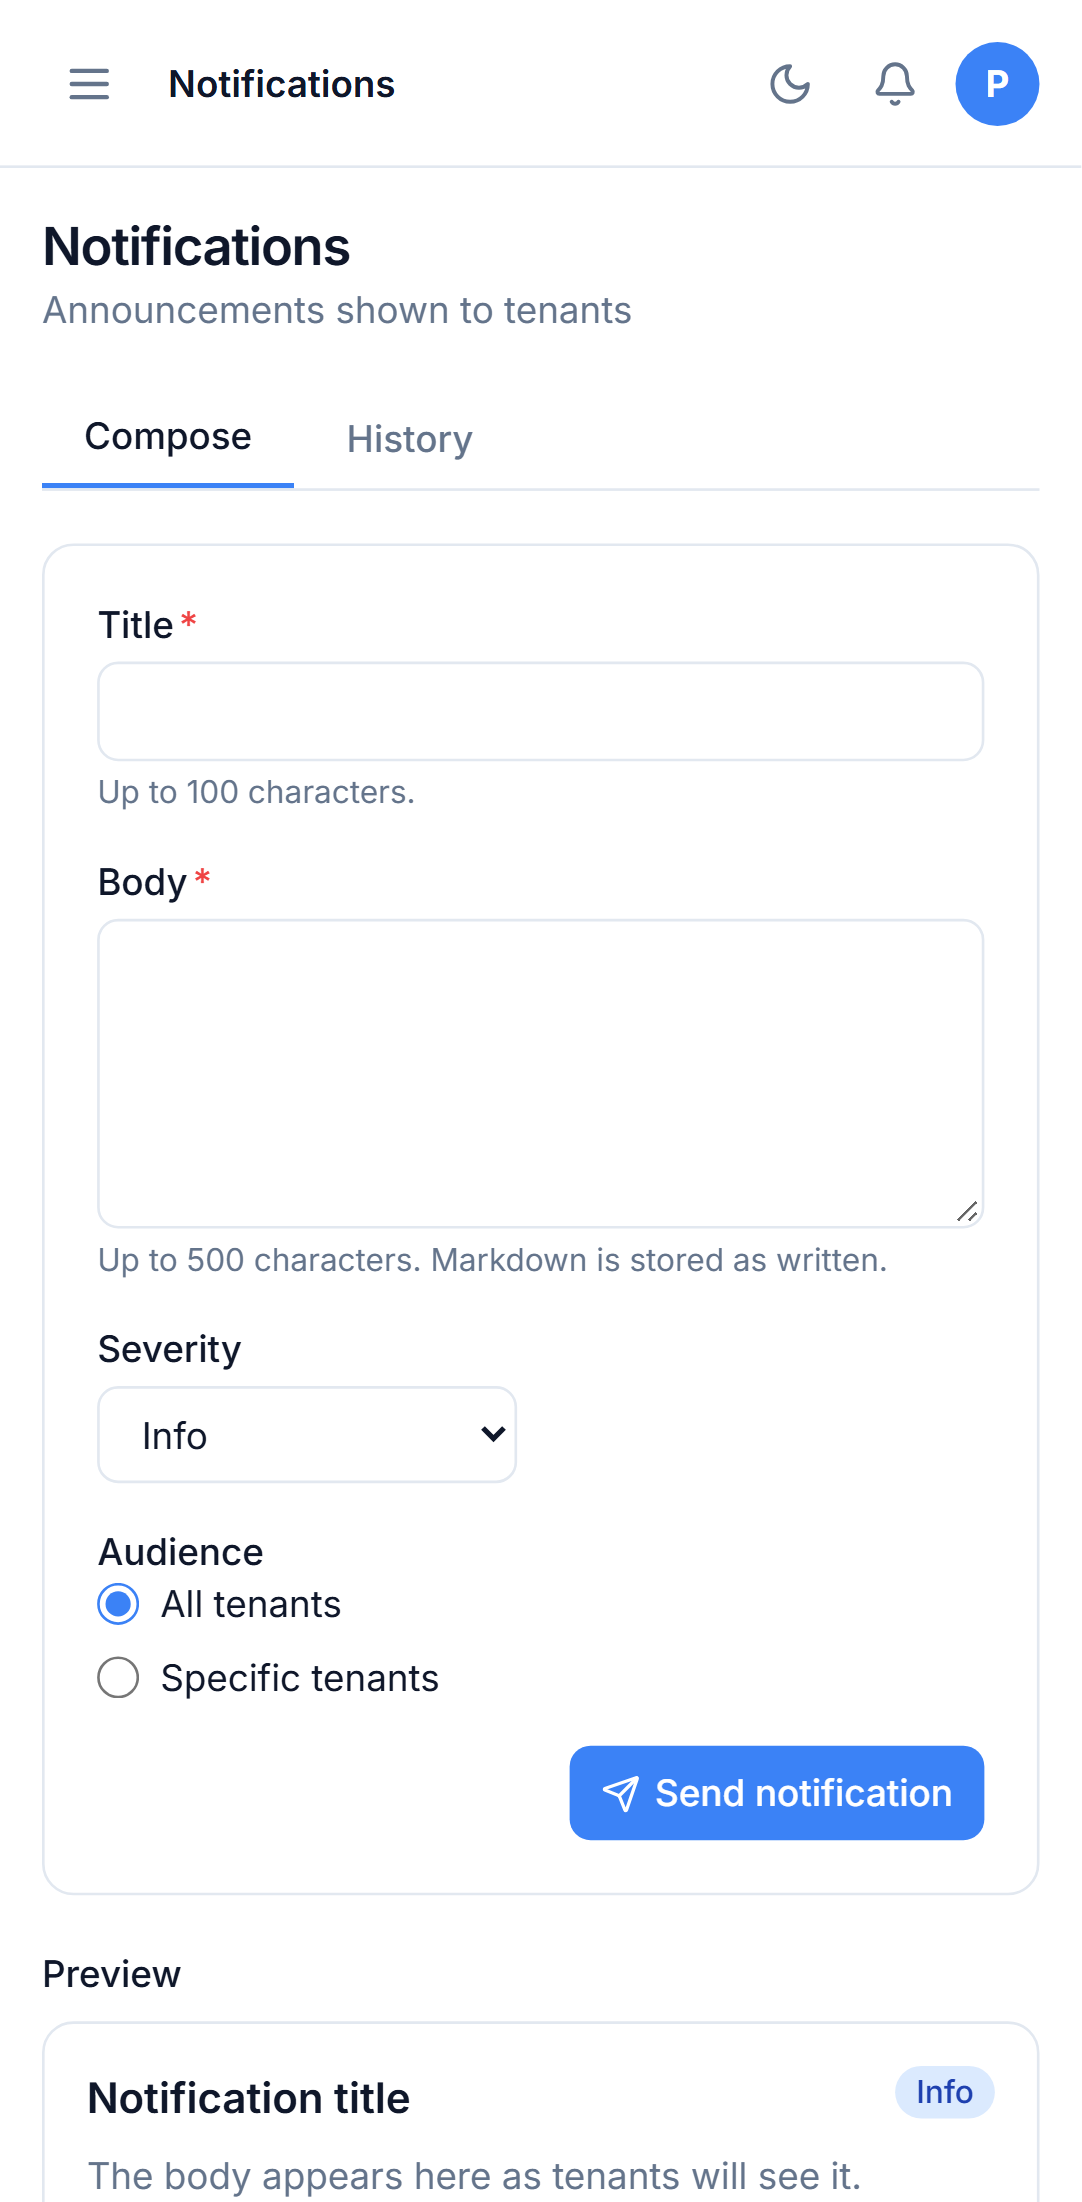 Notifications
P
Notifications
Announcements shown to tenants
Compose
History
Title *
Up to 100 characters.
Body *
Up to 500 characters. Markdown is stored as written.
Severity
Info
Audience
All tenants
Specific tenants
Send notification
Preview
Notification title
Info
The body appears here as tenants will see it.